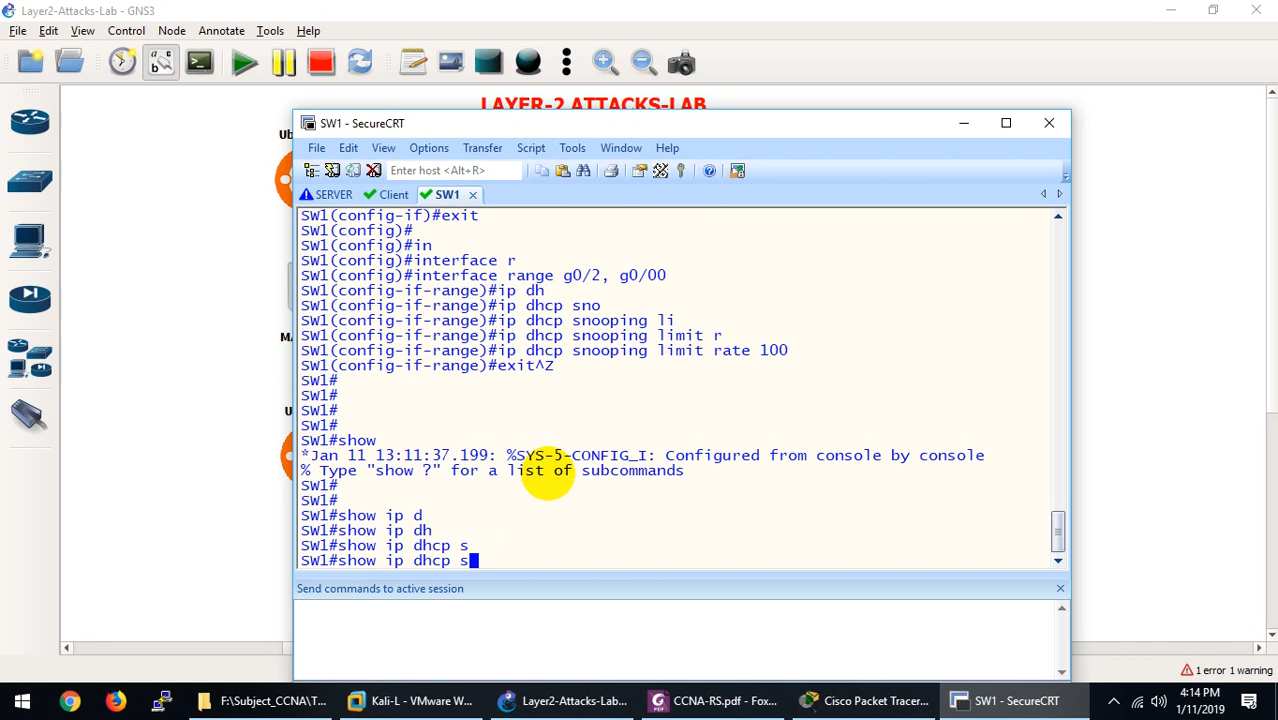 Layer2-Attacks-Lab - GNS3
File Edit View Control Node Annotate Tools Help
LAYER-2 ATTACKS-LAB
SW1 - SecureCRT
File Edit View Options Transfer Script Tools Window Help
Enter host <Alt+R>
SERVER Client SW1
SW1(config-if)#exit
SW1(config)#
SW1(config)#in
SW1(config)#interface r
SW1(config)#interface range g0/2, g0/00
SW1(config-if-range)#ip dh
SW1(config-if-range)#ip dhcp sno
SW1(config-if-range)#ip dhcp snooping li
SW1(config-if-range)#ip dhcp snooping limit r
SW1(config-if-range)#ip dhcp snooping limit rate 100
SW1(config-if-range)#exit^Z
SW1#
SW1#
SW1#
SW1#
SW1#show
*Jan 11 13:11:37.199: %SYS-5-CONFIG_I: Configured from console by console
% Type "show ?" for a list of subcommands
SW1#
SW1#
SW1#show ip d
SW1#show ip dh
SW1#show ip dhcp s
SW1#show ip dhcp s
Send commands to active session
1 error 1 warning
F:\Subject_CCNA\T... Kali-L - VMware W... Layer2-Attacks-Lab... CCNA-RS.pdf - Fox... Cisco Packet Tracer... SW1 - SecureCRT
4:14 PM
1/11/2019